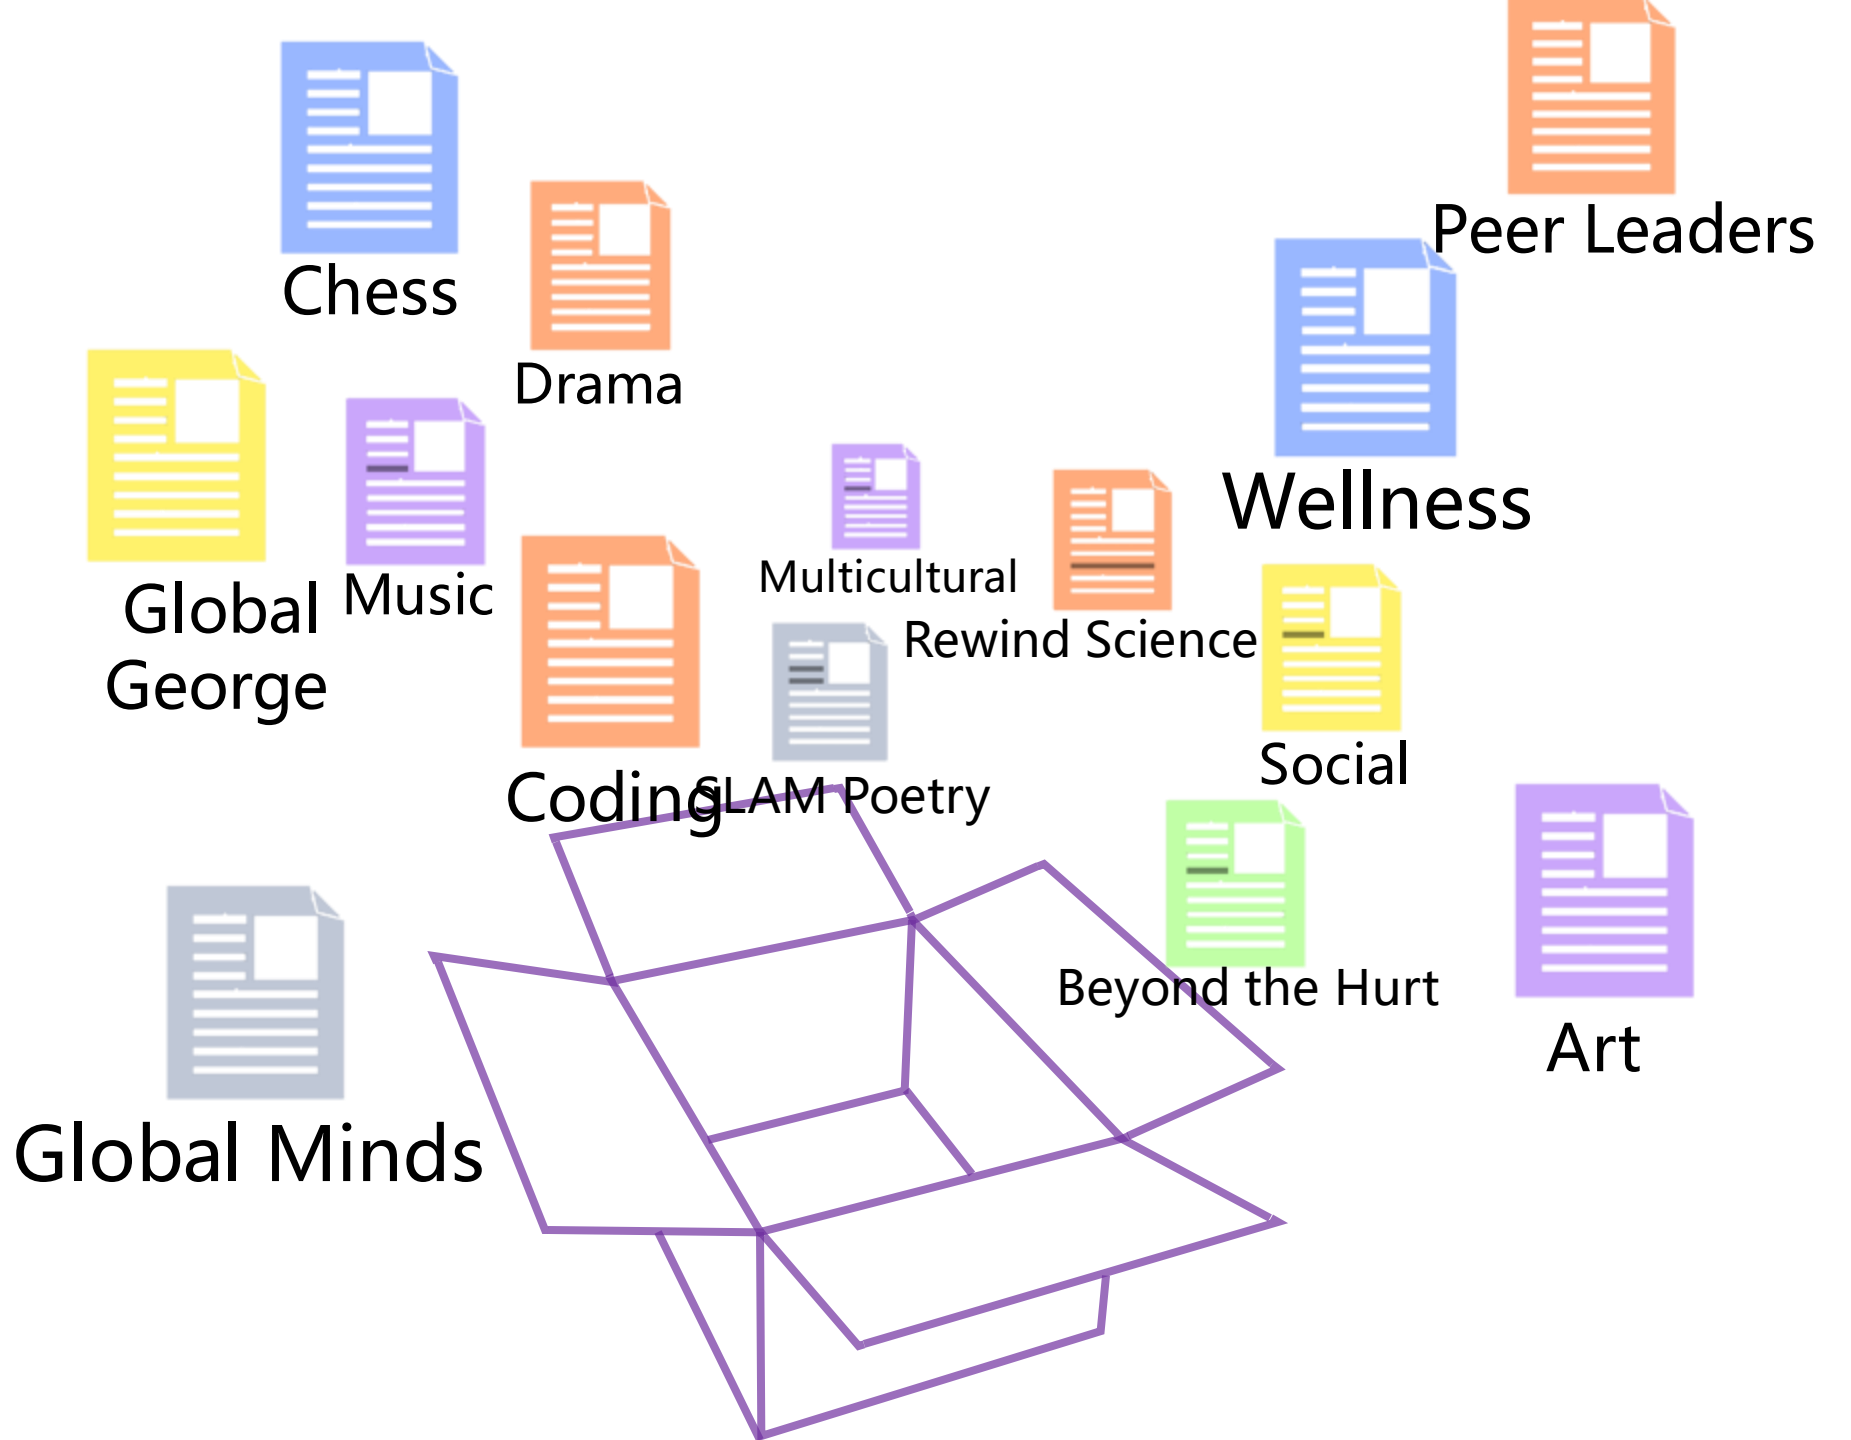 Peer Leaders
Chess
Drama
Wellness
Multicultural
Music
Global
George
Rewind Science
Social
Coding
SLAM Poetry
Beyond the Hurt
Art
Global Minds